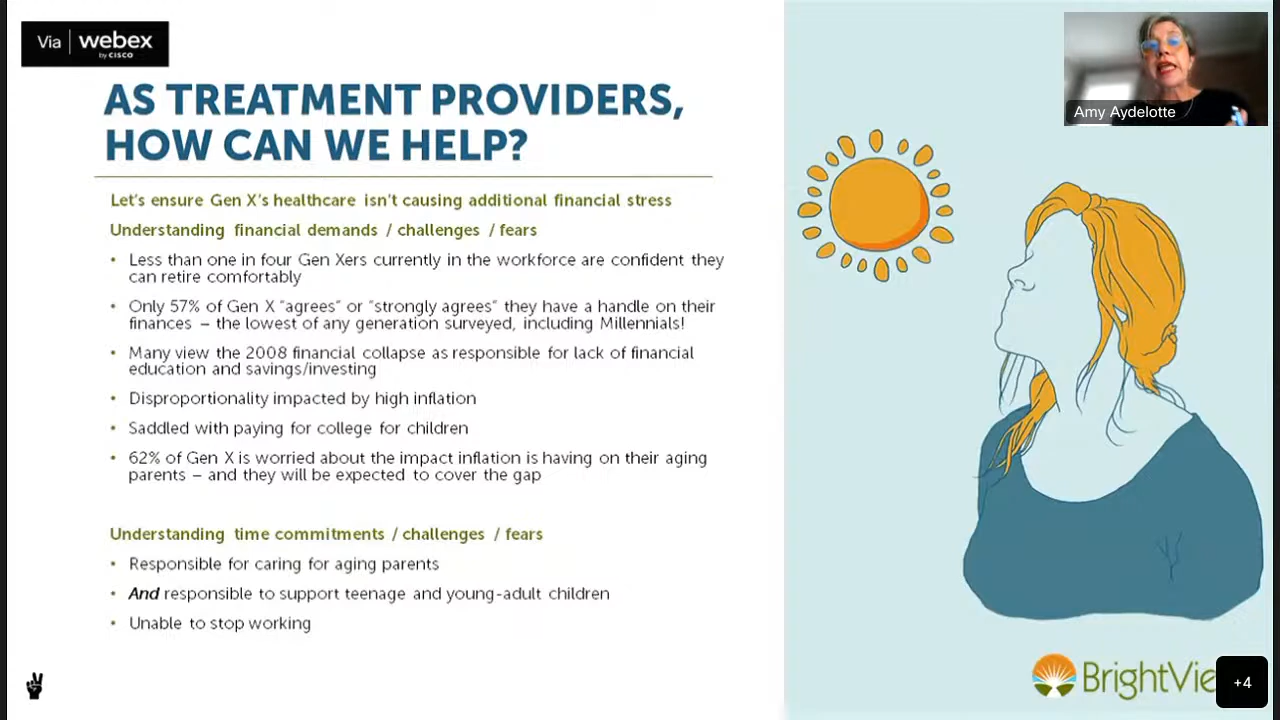 Via webex
by CISCO
AS TREATMENT PROVIDERS,
HOW CAN WE HELP?
Amy Aydelotte
Let's ensure Gen X's healthcare isn't causing additional financial stress
Understanding financial demands / challenges / fears
• Less than one in four Gen Xers currently in the workforce are confident they
can retire comfortably
• Only 57% of Gen X "agrees" or "strongly agrees" they have a handle on their
finances – the lowest of any generation surveyed, including Millennials!
• Many view the 2008 financial collapse as responsible for lack of financial
education and savings/investing
• Disproportionality impacted by high inflation
• Saddled with paying for college for children
• 62% of Gen X is worried about the impact inflation is having on their aging
parents – and they will be expected to cover the gap
Understanding time commitments / challenges / fears
• Responsible for caring for aging parents
• And responsible to support teenage and young-adult children
• Unable to stop working
BrightVie
+4